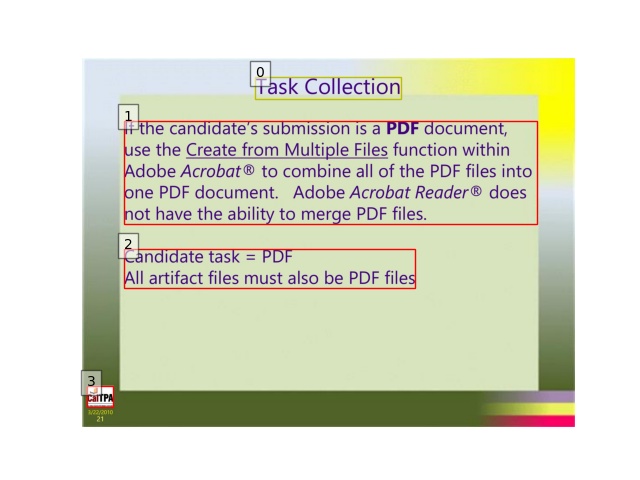 0
Task Collection
1
If the candidate's submission is a PDF document,
use the Create from Multiple Files function within
Adobe Acrobat® to combine all of the PDF files into
one PDF document. Adobe Acrobat Reader® does
not have the ability to merge PDF files.
2
Candidate task = PDF
All artifact files must also be PDF files
3
CalTPA
3/22/2010
21